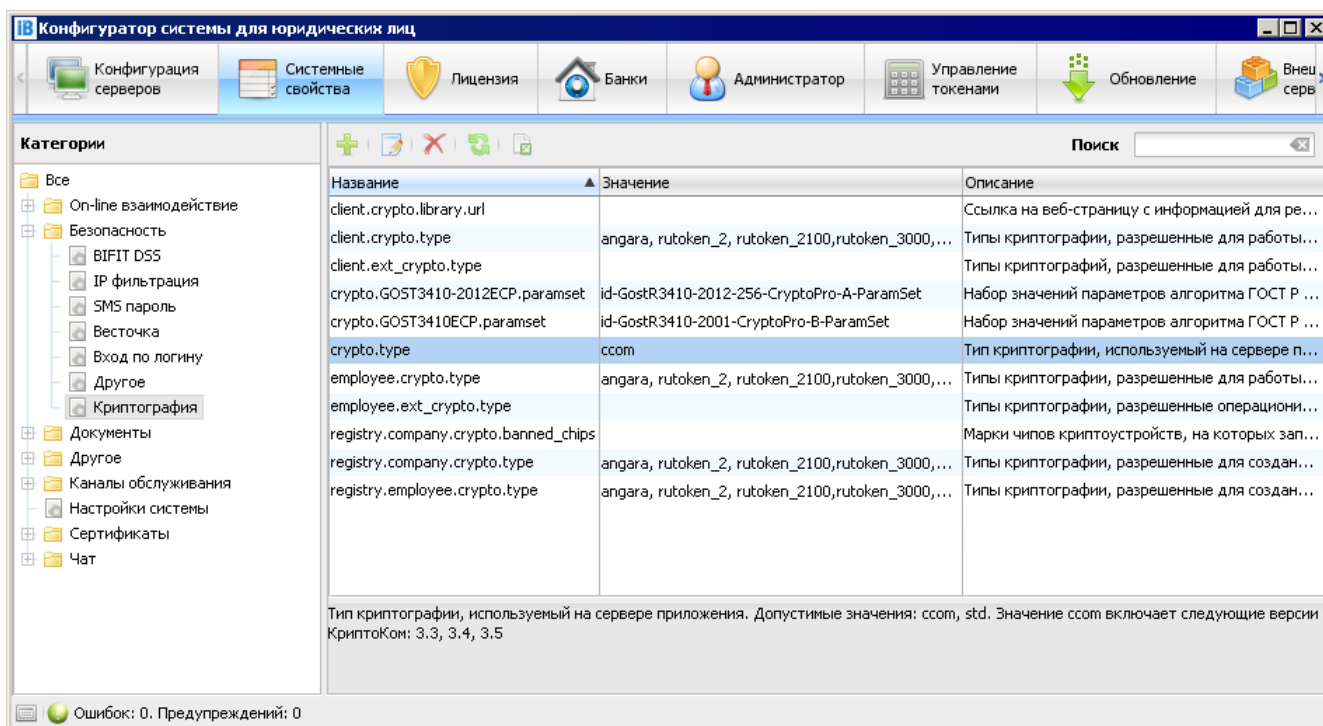 iB Конфигуратор системы для юридических лиц
Конфигурация серверов
Системные свойства
Лицензия
Банки
Администратор
Управление токенами
Обновление
Внеш серв
Категории
Поиск
Все
On-line взаимодействие
Безопасность
BIFIT DSS
IP фильтрация
SMS пароль
Весточка
Вход по логину
Другое
Криптография
Документы
Другое
Каналы обслуживания
Настройки системы
Сертификаты
Чат
Название Значение Описание
client.crypto.library.url Ссылка на веб-страницу с информацией для ре...
client.crypto.type angara, rutoken_2, rutoken_2100,rutoken_3000,... Типы криптографии, разрешенные для работы...
client.ext_crypto.type Типы криптографий, разрешенные для работы...
crypto.GOST3410-2012ECP.paramset id-GostR3410-2012-256-CryptoPro-A-ParamSet Набор значений параметров алгоритма ГОСТ Р ...
crypto.GOST3410ECP.paramset id-GostR3410-2001-CryptoPro-B-ParamSet Набор значений параметров алгоритма ГОСТ Р ...
crypto.type ccom Тип криптографии, используемый на сервере п...
employee.crypto.type angara, rutoken_2, rutoken_2100,rutoken_3000,... Типы криптографии, разрешенные для работы...
employee.ext_crypto.type Типы криптографии, разрешенные операциони...
registry.company.crypto.banned_chips Марки чипов криптоустройств, на которых зап...
registry.company.crypto.type angara, rutoken_2, rutoken_2100,rutoken_3000,... Типы криптографии, разрешенные для создан...
registry.employee.crypto.type angara, rutoken_2, rutoken_2100,rutoken_3000,... Типы криптографии, разрешенные для создан...
Тип криптографии, используемый на сервере приложения. Допустимые значения: ccom, std. Значение ccom включает следующие версии
КриптоКом: 3.3, 3.4, 3.5
Ошибок: 0. Предупреждений: 0